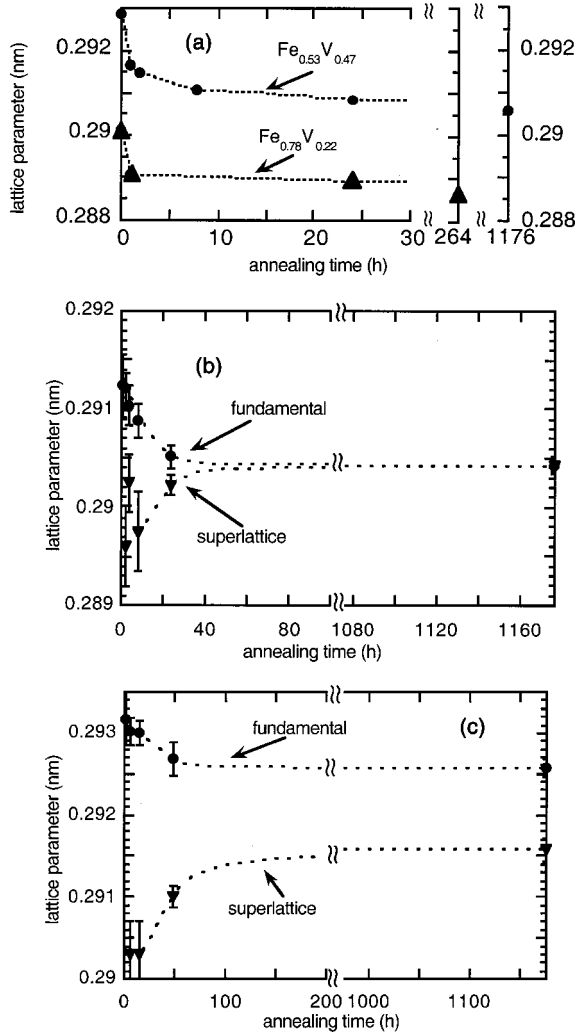 (a)
0.292
0.29
0.288
lattice parameter (nm)
Fe0.53V0.47
Fe0.78V0.22
0.292
0.29
0.288
0 10 20 30 264 1176
annealing time (h)
(b)
0.292
0.291
0.29
0.289
lattice parameter (nm)
fundamental
superlattice
0 40 80 1080 1120 1160
annealing time (h)
(c)
0.293
0.292
0.291
0.29
lattice parameter (nm)
fundamental
superlattice
0 100 200 1000 1100
annealing time (h)